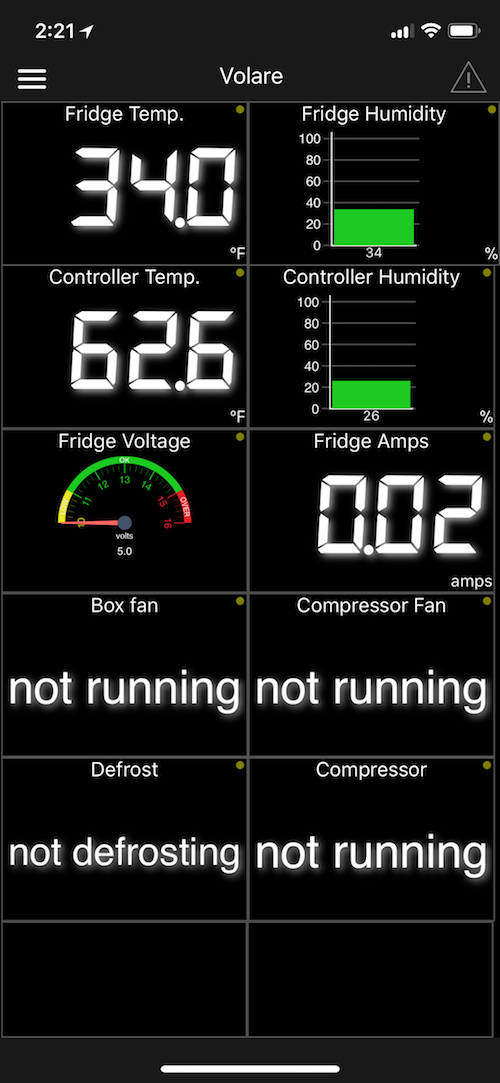 2:21
Volare
Fridge Temp.
34.0
°F
Fridge Humidity
100
80
60
40
20
0
34
%
Controller Temp.
62.6
°F
Controller Humidity
100
80
60
40
20
0
26
%
Fridge Voltage
OK
OVER
10
11
12
13
14
15
16
volts
5.0
Fridge Amps
0.02
amps
Box fan
not running
Compressor Fan
not running
Defrost
not defrosting
Compressor
not running